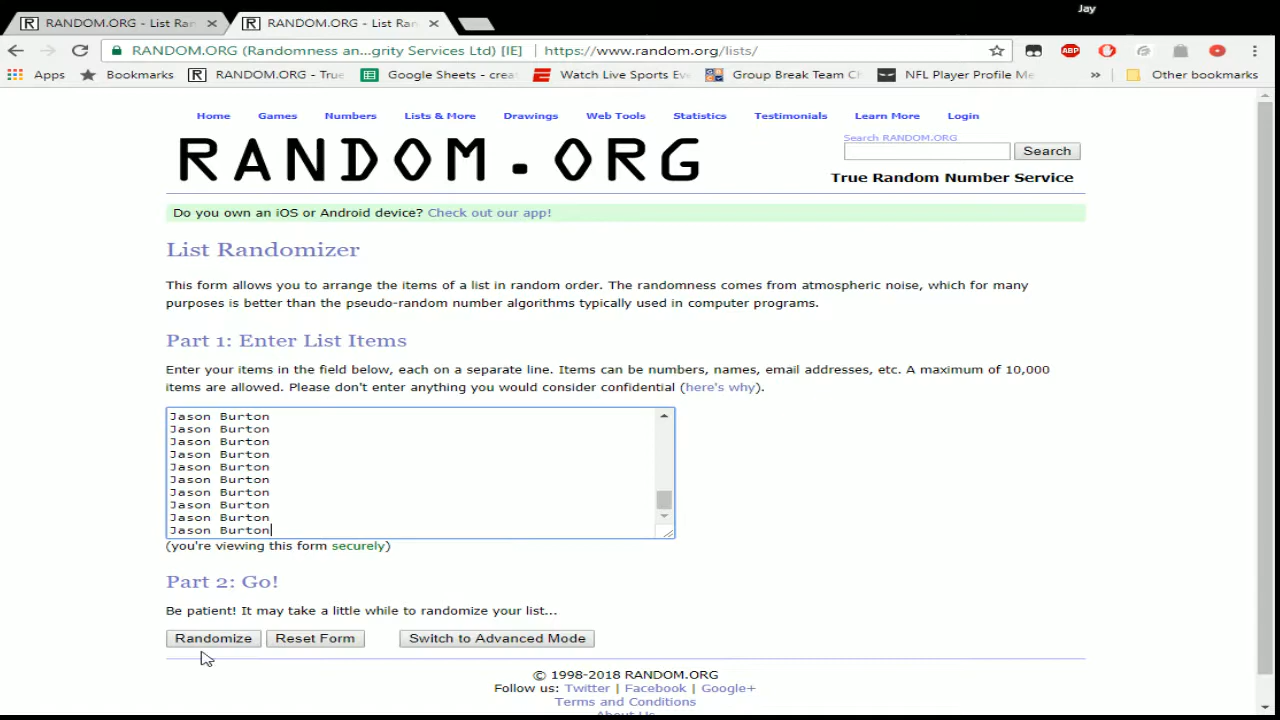 Jay
RANDOM.ORG - List Ran
RANDOM.ORG - List Ran
RANDOM.ORG (Randomness an...grity Services Ltd) [IE] https://www.random.org/lists/
ABP
Apps Bookmarks RANDOM.ORG - True Google Sheets - crea Watch Live Sports Eve Group Break Team Ch NFL Player Profile Me » Other bookmarks
Home Games Numbers Lists & More Drawings Web Tools Statistics Testimonials Learn More Login
Search RANDOM.ORG
RANDOM.ORG
Search
True Random Number Service
Do you own an iOS or Android device? Check out our app!
List Randomizer
This form allows you to arrange the items of a list in random order. The randomness comes from atmospheric noise, which for many
purposes is better than the pseudo-random number algorithms typically used in computer programs.
Part 1: Enter List Items
Enter your items in the field below, each on a separate line. Items can be numbers, names, email addresses, etc. A maximum of 10,000
items are allowed. Please don't enter anything you would consider confidential (here's why).
Jason Burton
Jason Burton
Jason Burton
Jason Burton
Jason Burton
Jason Burton
Jason Burton
Jason Burton
Jason Burton
Jason Burton
(you're viewing this form securely)
Part 2: Go!
Be patient! It may take a little while to randomize your list...
Randomize Reset Form Switch to Advanced Mode
© 1998-2018 RANDOM.ORG
Follow us: Twitter | Facebook | Google+
Terms and Conditions
About Us